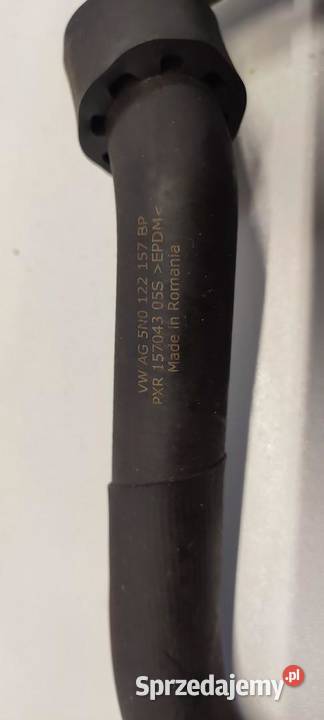 VW AG 5N0 122 157 BP
PXR 157043 05S >EPDM<
Made in Romania
Sprzedajemy.pl